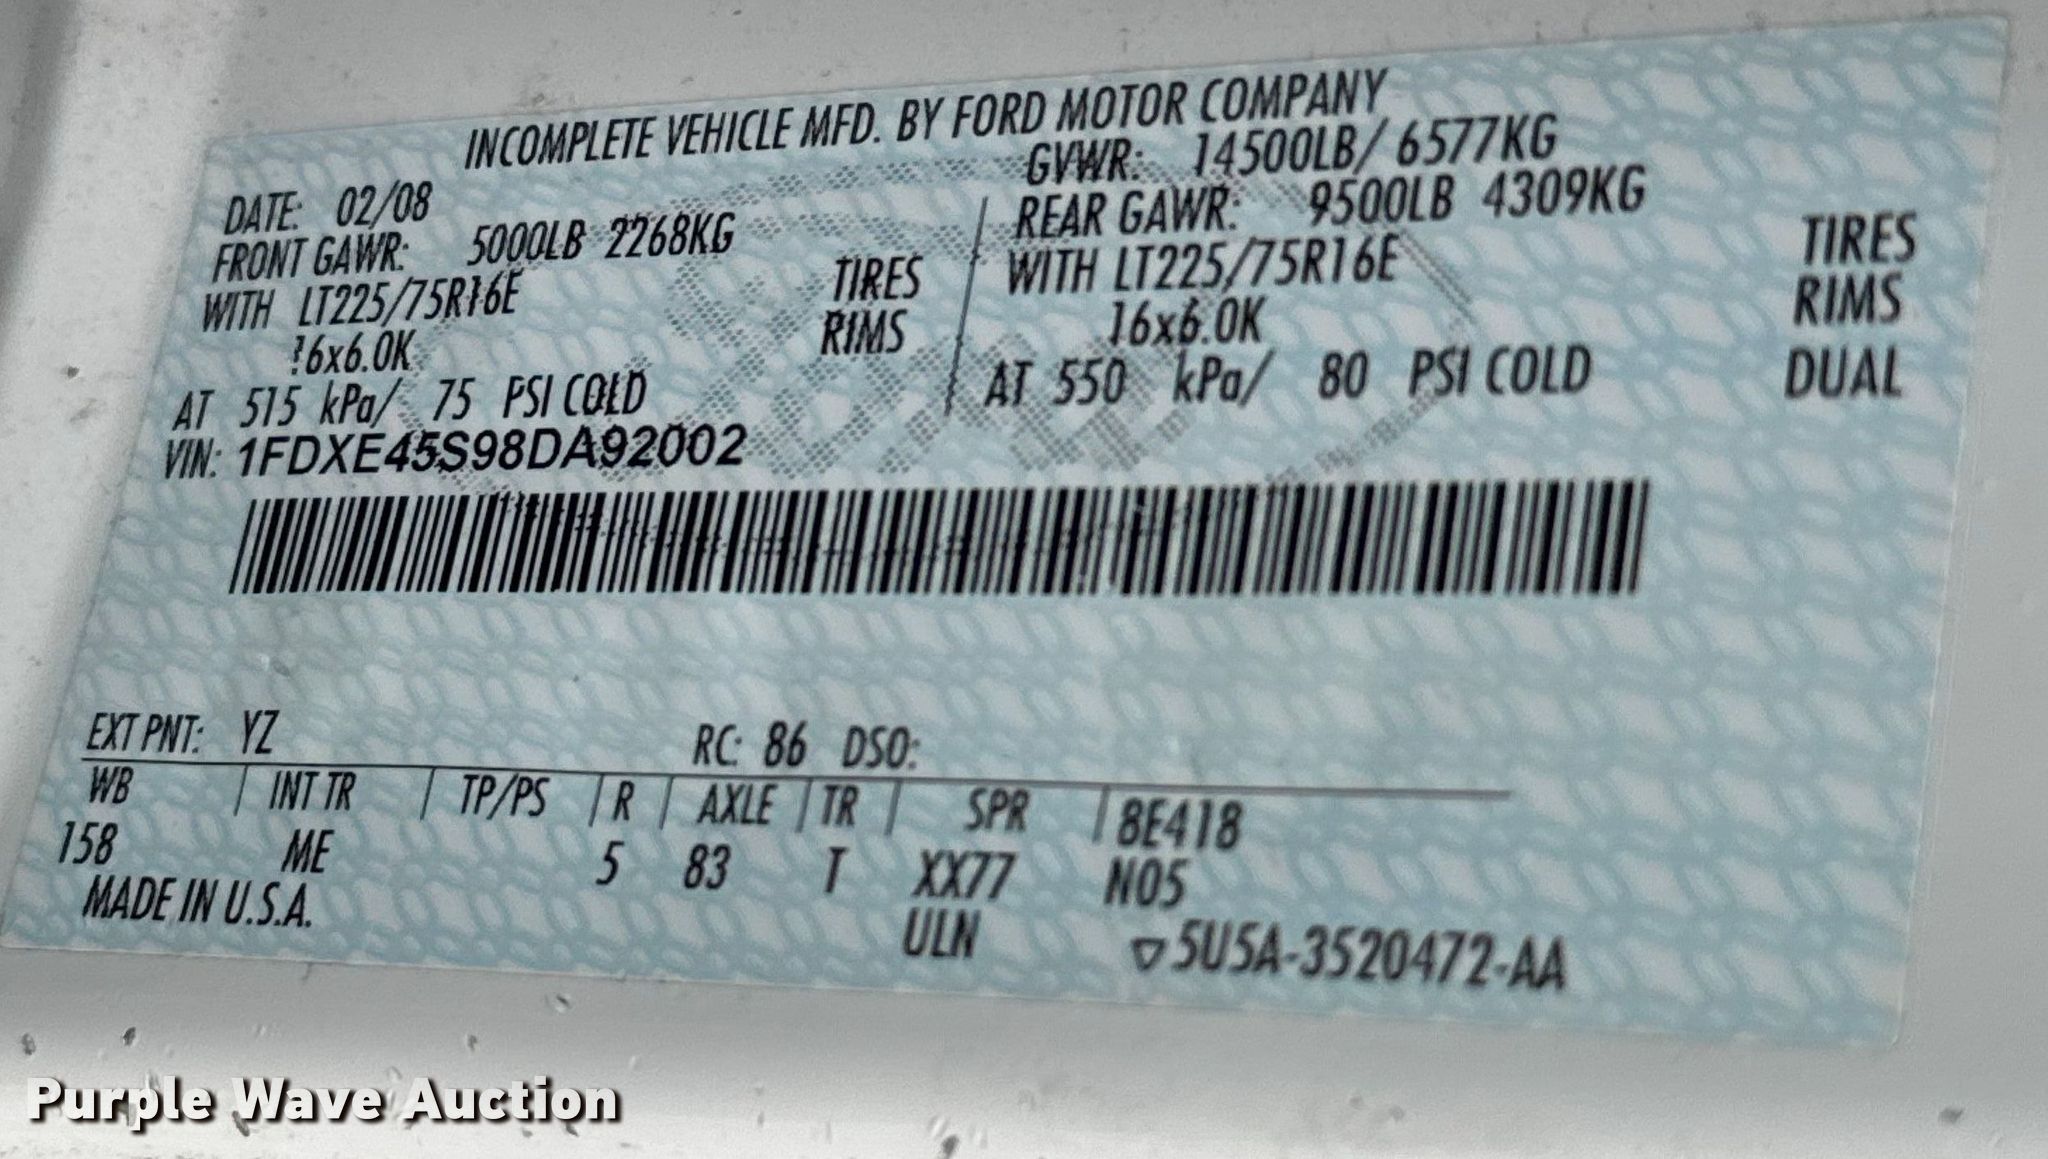 INCOMPLETE VEHICLE MFD. BY FORD MOTOR COMPANY
DATE: 02/08
GVWR: 14500LB/ 6577KG
FRONT GAWR: 5000LB 2268KG
REAR GAWR: 9500LB 4309KG
WITH LT225/75R16E TIRES
WITH LT225/75R16E TIRES
16x6.0K RIMS
16x6.0K RIMS
AT 515 kPa/ 75 PSI COLD
AT 550 kPa/ 80 PSI COLD DUAL
VIN: 1FDXE45S98DA92002
EXT PNT: YZ RC: 86 DSO:
WB | INT TR | TP/PS | R | AXLE | TR | SPR | 8E418
158 ME 5 83 T XX77 N05
MADE IN U.S.A. ULN ▽5U5A-3520472-AA
Purple Wave Auction